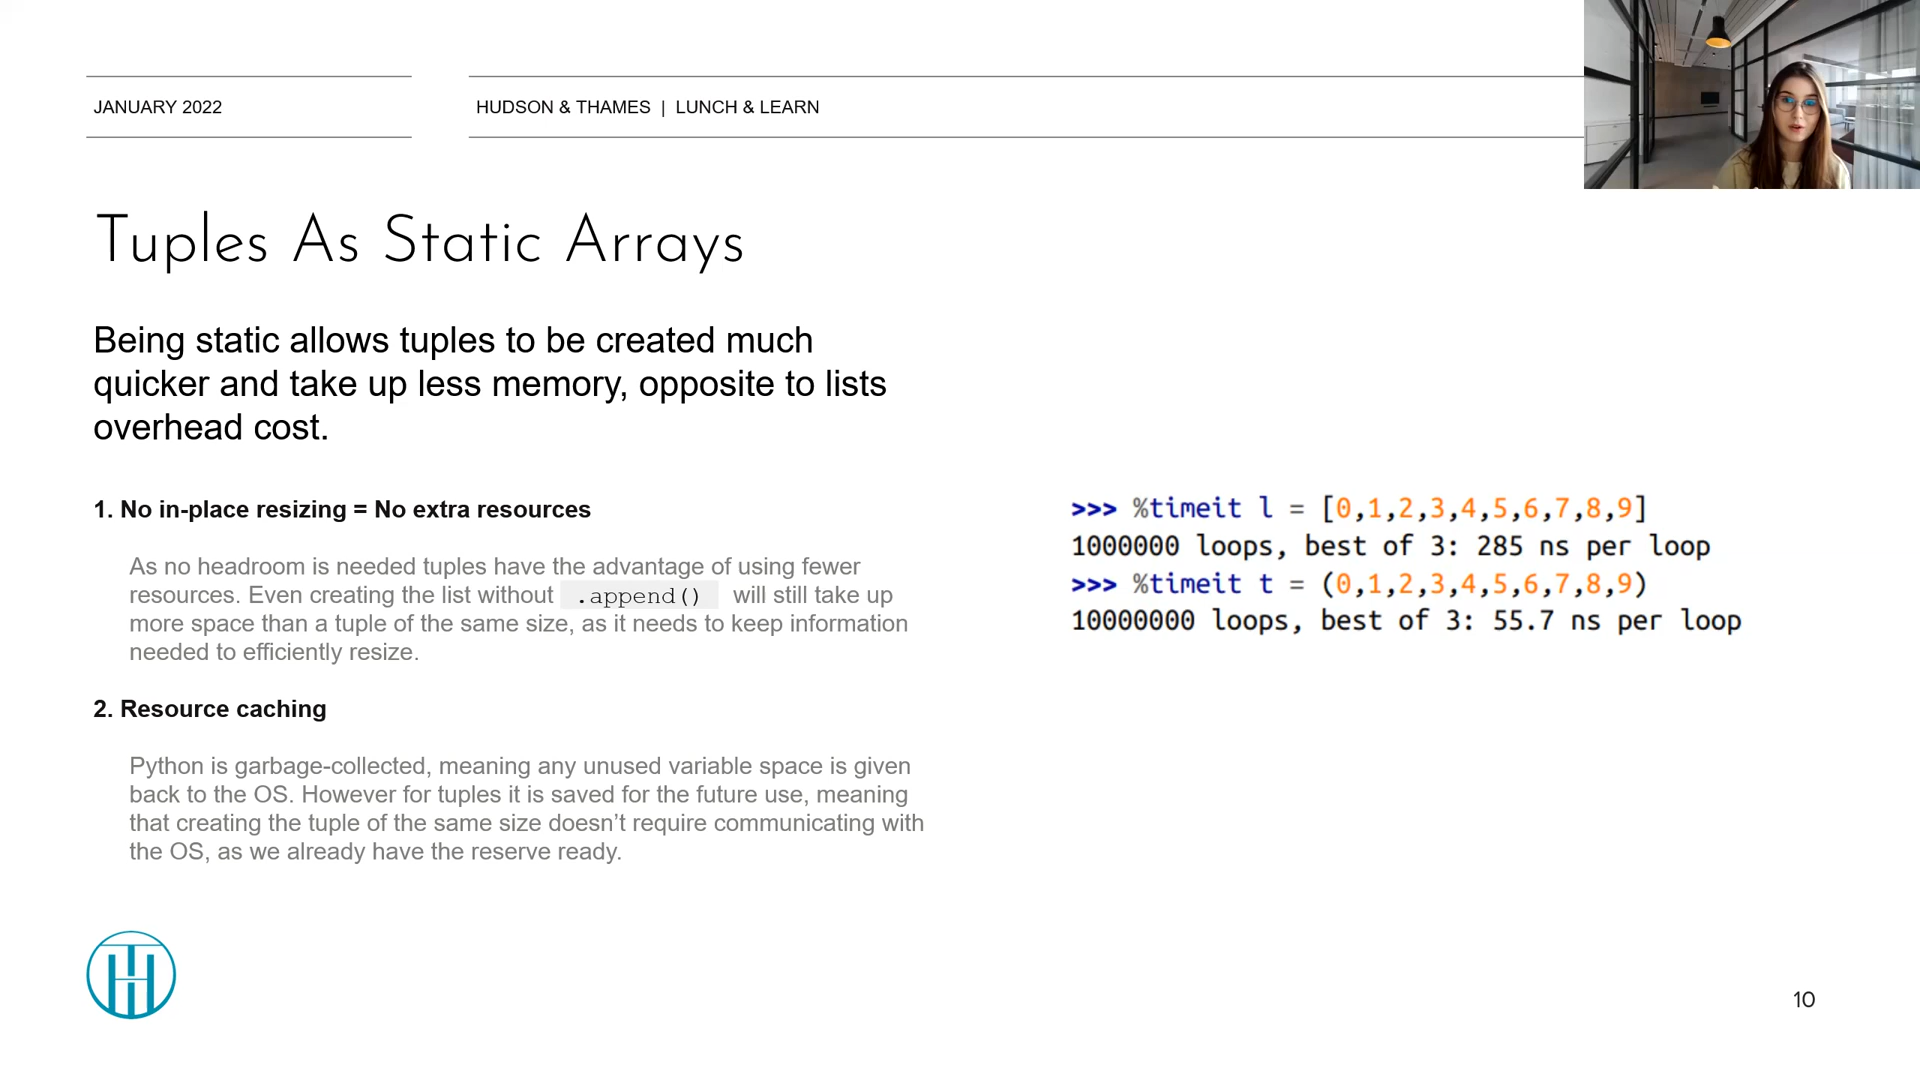 JANUARY 2022
HUDSON & THAMES | LUNCH & LEARN
Tuples As Static Arrays
Being static allows tuples to be created much
quicker and take up less memory, opposite to lists
overhead cost.
1. No in-place resizing = No extra resources
As no headroom is needed tuples have the advantage of using fewer
resources. Even creating the list without .append() will still take up
more space than a tuple of the same size, as it needs to keep information
needed to efficiently resize.
2. Resource caching
Python is garbage-collected, meaning any unused variable space is given
back to the OS. However for tuples it is saved for the future use, meaning
that creating the tuple of the same size doesn’t require communicating with
the OS, as we already have the reserve ready.
>>> %timeit l = [0,1,2,3,4,5,6,7,8,9]
1000000 loops, best of 3: 285 ns per loop
>>> %timeit t = (0,1,2,3,4,5,6,7,8,9)
10000000 loops, best of 3: 55.7 ns per loop
10